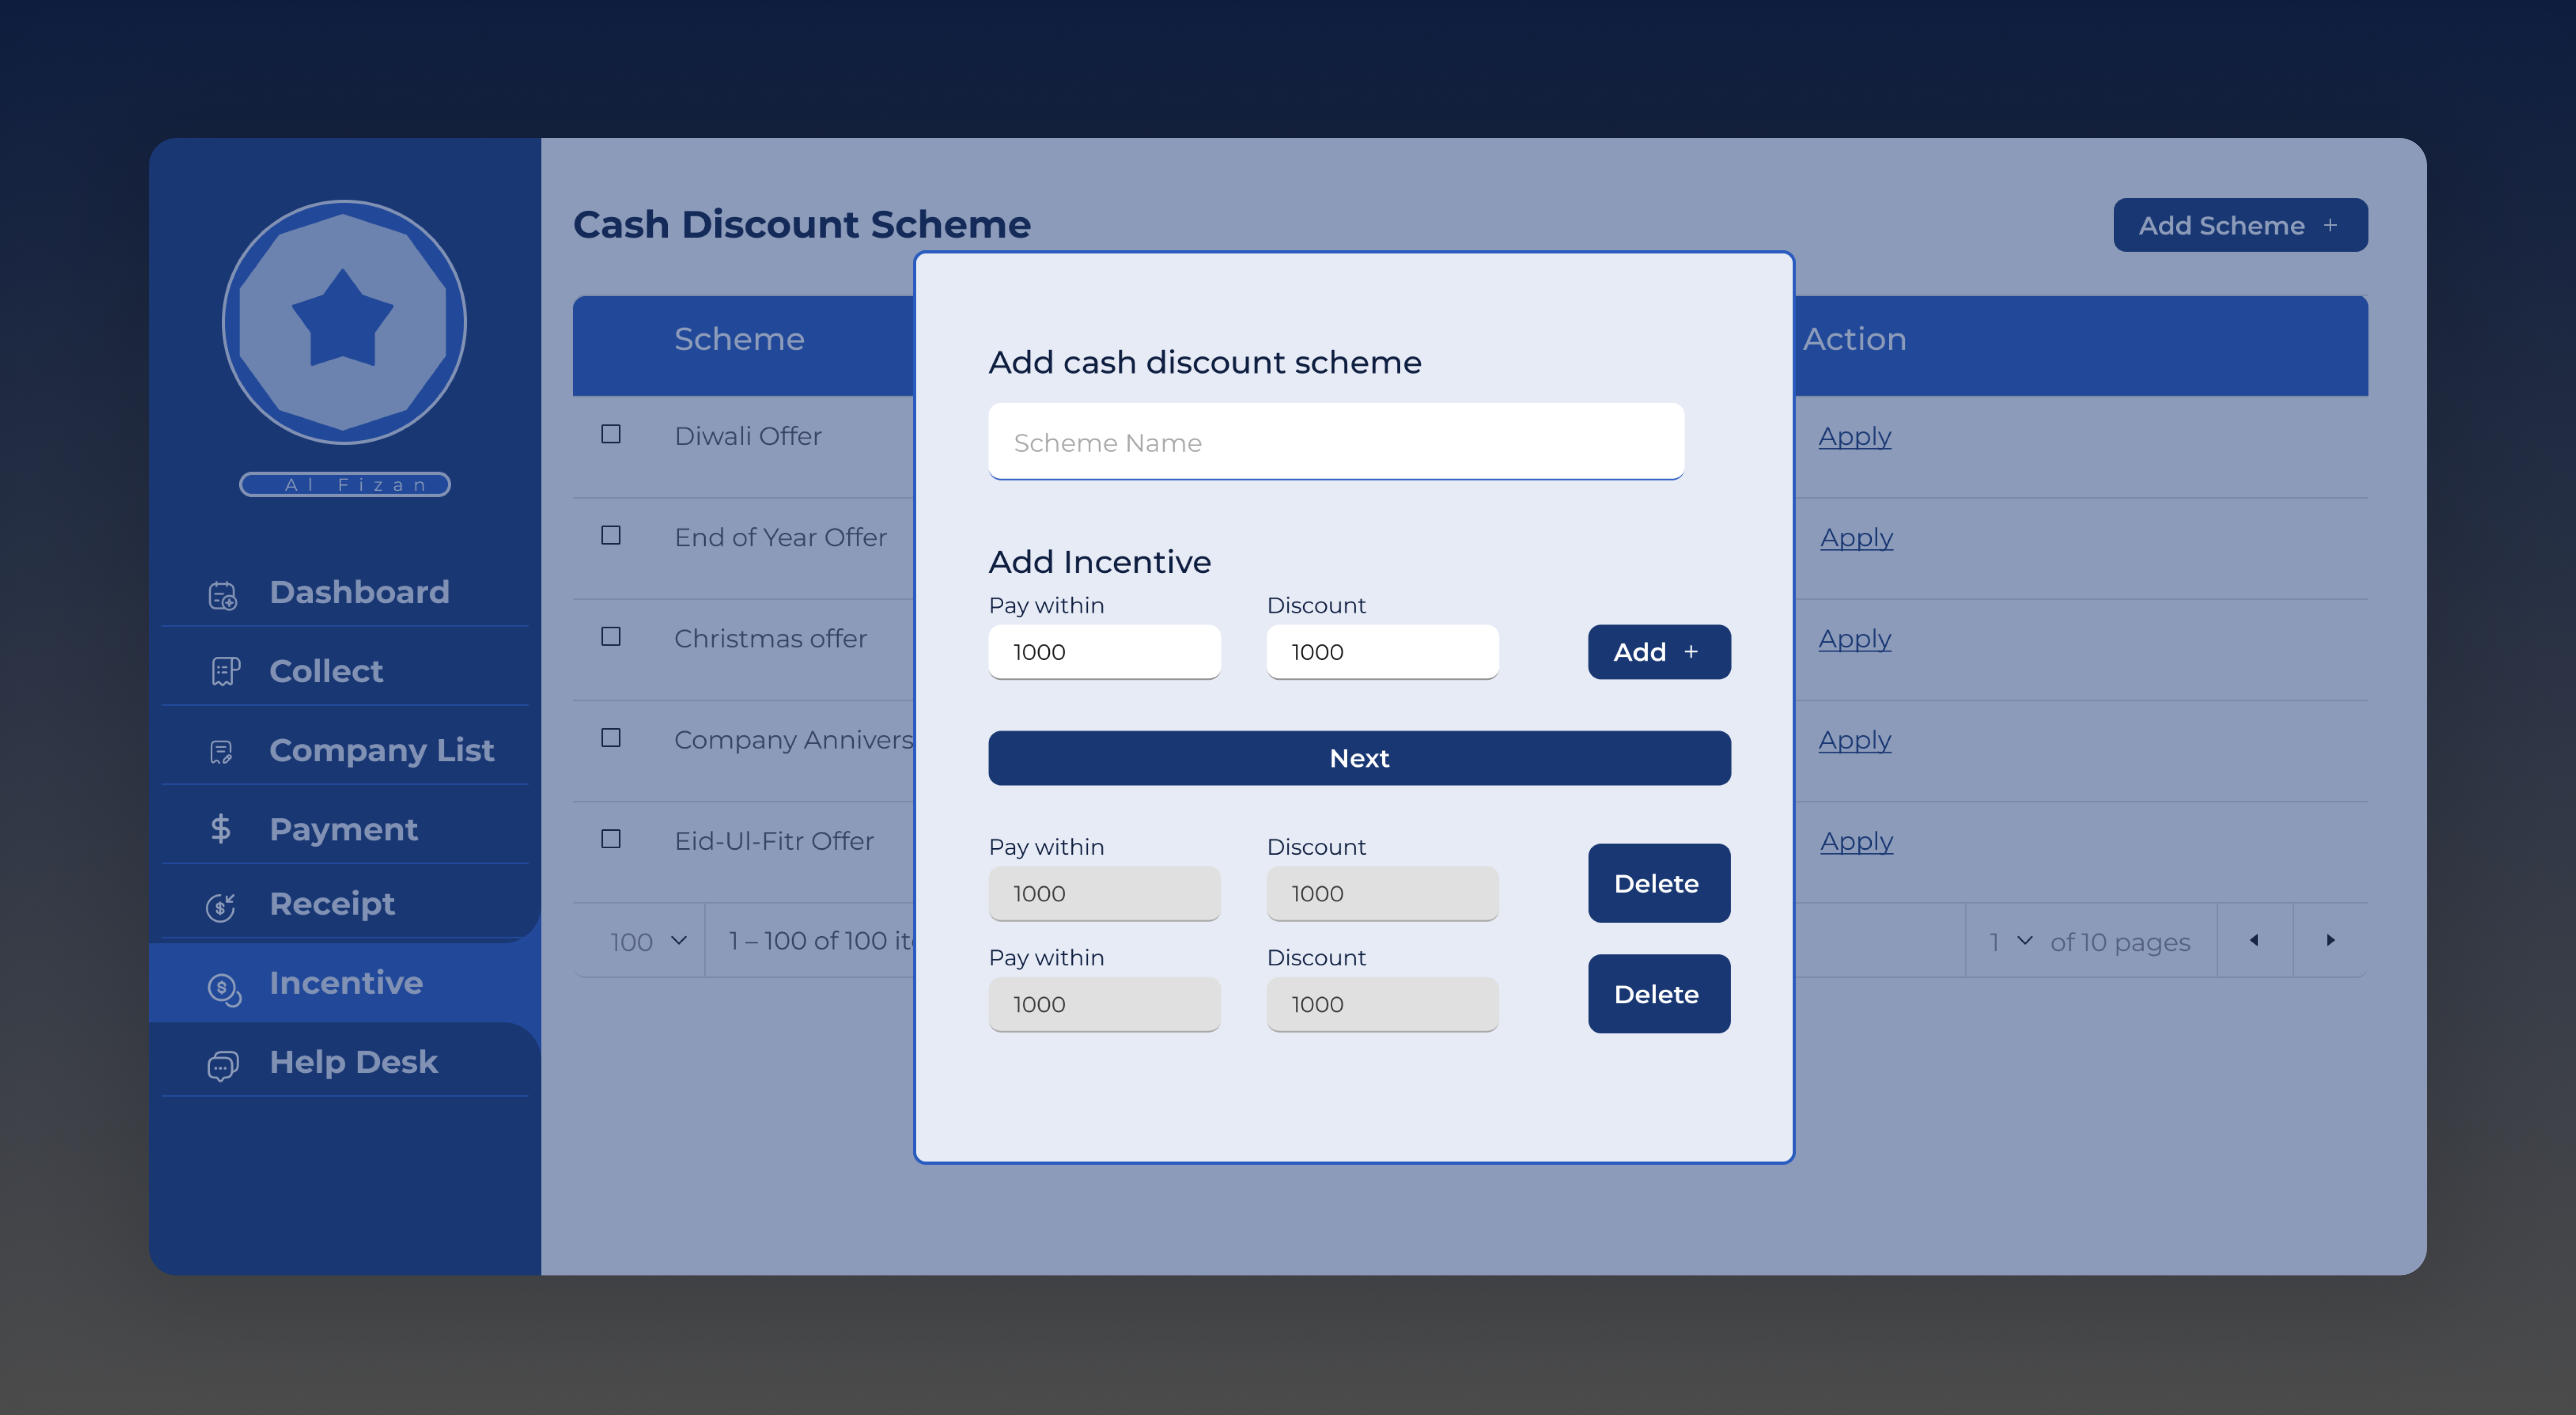 Cash Discount Scheme
Add Scheme +
Al Fizan
Dashboard
Collect
Company List
Payment
$
Receipt
Incentive
Help Desk
Scheme
Action
Diwali Offer
Apply
End of Year Offer
Apply
Christmas offer
Apply
Company Annivers
Apply
Eid-Ul-Fitr Offer
Apply
100
1 – 100 of 100 ite
1
of 10 pages
Add cash discount scheme
Scheme Name
Add Incentive
Pay within
Discount
1000
1000
Add +
Next
Pay within
Discount
1000
1000
Delete
Pay within
Discount
1000
1000
Delete